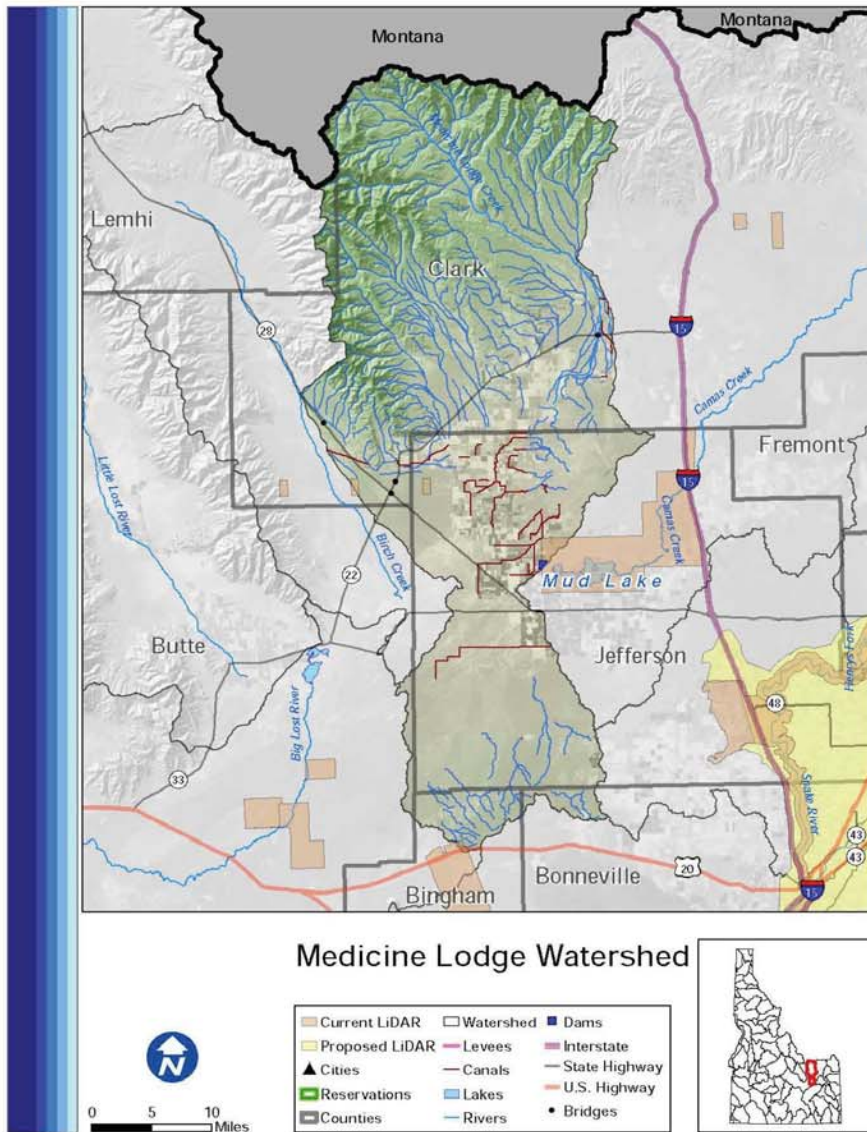 Montana
Montana
Medicine Lodge Creek
Lemhi
Clark
28
15
Camas Creek
Fremont
15
Little Lost River
Camas Creek
Birch Creek
Mud Lake
22
Butte
Jefferson
Big Lost River
48
33
Snake River
43
43
20
15
Bonneville
Bingham
Medicine Lodge Watershed
Current LiDAR
Watershed
Dams
Proposed LiDAR
Levees
Interstate
Cities
Canals
State Highway
Reservations
Lakes
U.S. Highway
Counties
Rivers
Bridges
0 5 10
Miles